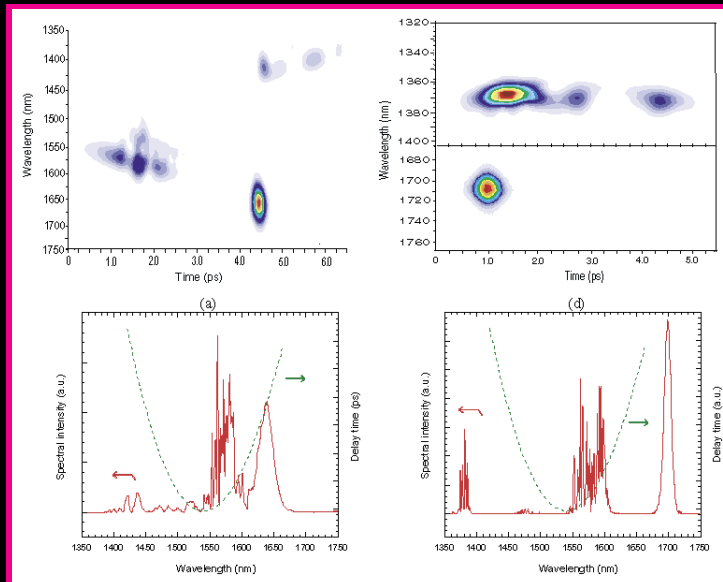 1350
1400
1450
1500
1550
1600
1650
1700
1750
Wavelength (nm)
0
1.0
2.0
3.0
4.0
5.0
6.0
Time (ps)
(a)
1320
1360
1380
1400
1680
1700
1720
1740
1760
Wavelength (nm)
0
1.0
2.0
3.0
4.0
5.0
Time (ps)
(d)
Spectral intensity (a.u.)
Delay time (ps)
1350 1400 1450 1500 1550 1600 1650 1700 1750
Wavelength (nm)
Spectral intensity (a.u.)
Delay time (a.u.)
1350 1400 1450 1500 1550 1600 1650 1700 1750
Wavelength (nm)